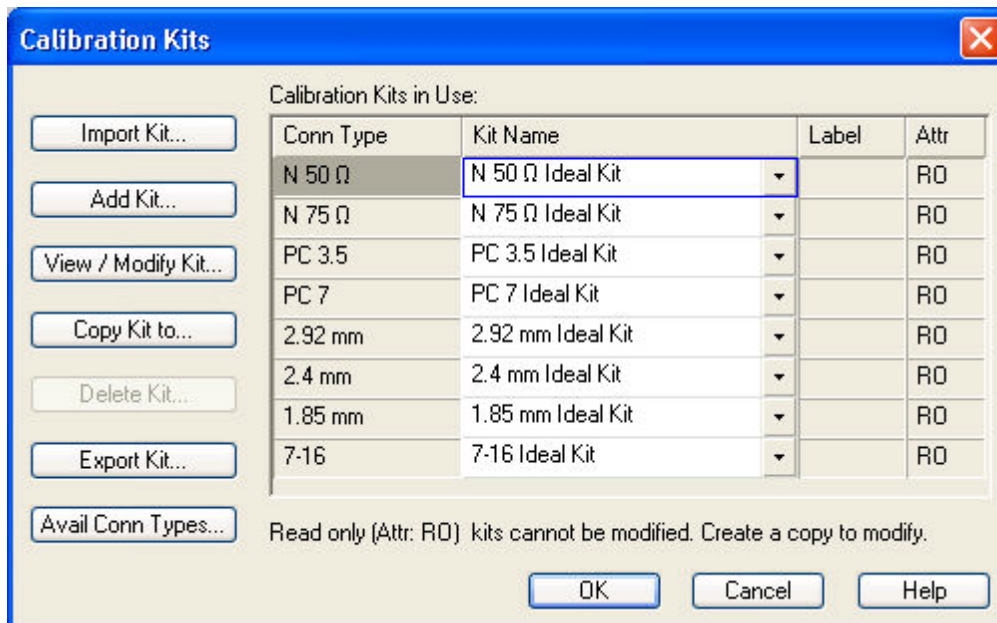 Calibration Kits
Calibration Kits in Use:
Import Kit...
Add Kit...
View / Modify Kit...
Copy Kit to...
Delete Kit...
Export Kit...
Avail Conn Types...
Conn Type Kit Name Label Attr
N 50 Ω N 50 Ω Ideal Kit RO
N 75 Ω N 75 Ω Ideal Kit RO
PC 3.5 PC 3.5 Ideal Kit RO
PC 7 PC 7 Ideal Kit RO
2.92 mm 2.92 mm Ideal Kit RO
2.4 mm 2.4 mm Ideal Kit RO
1.85 mm 1.85 mm Ideal Kit RO
7-16 7-16 Ideal Kit RO
Read only (Attr: RO) kits cannot be modified. Create a copy to modify.
OK Cancel Help